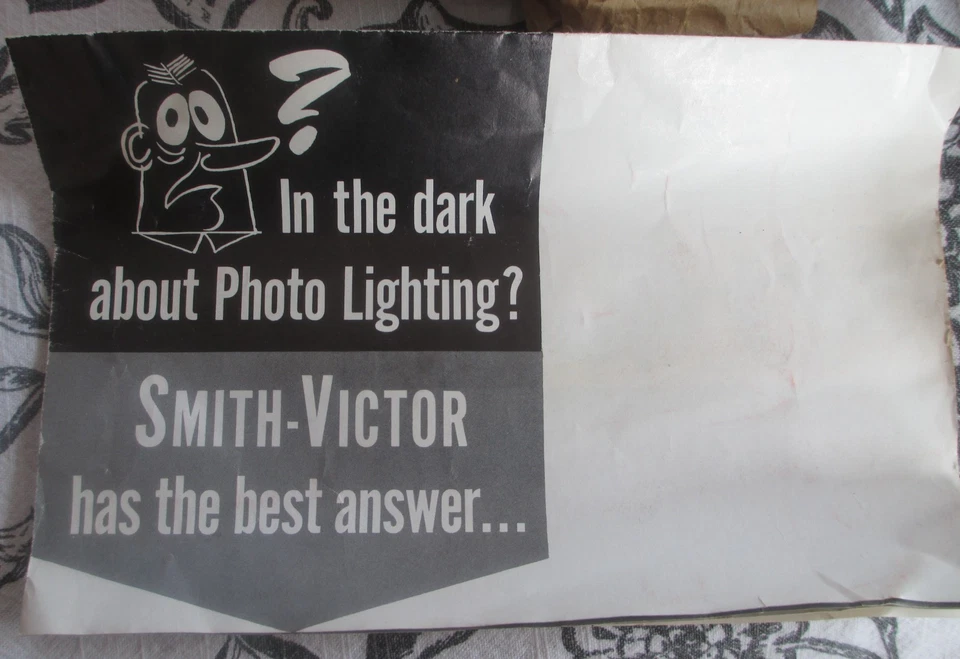 ?
In the dark
about Photo Lighting?
SMITH-VICTOR
has the best answer...